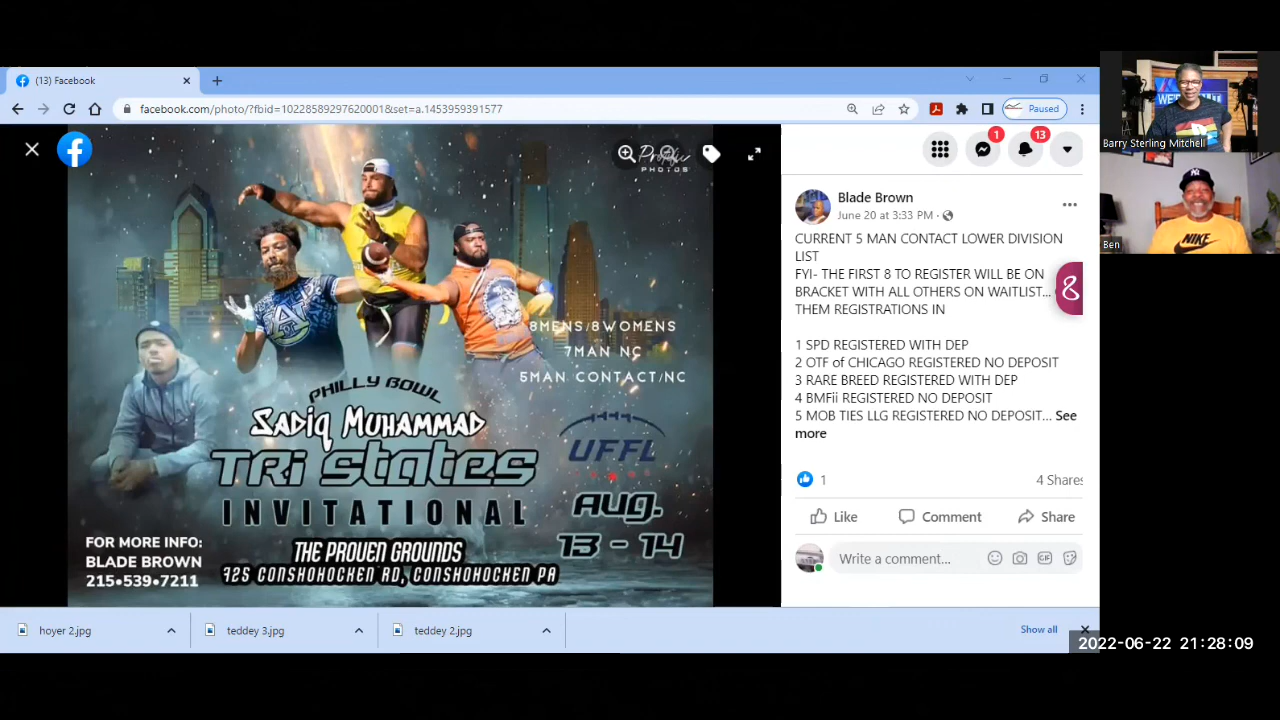 (13) Facebook
facebook.com/photo/?fbid=10228589297620001&set=a.1453959391577
Paused
PHOTOS
8MENS/8WOMENS
7MAN NC
5MAN CONTACT/NC
PHILLY BOWL
SADIQ MUHAMMAD
TRI STATES
INVITATIONAL
UFFL
AUG.
13 - 14
THE PROVEN GROUNDS
725 CONSHOHOCKEN RD, CONSHOHOCKEN PA
FOR MORE INFO:
BLADE BROWN
215•539•7211
1
13
Blade Brown
June 20 at 3:33 PM ·
CURRENT 5 MAN CONTACT LOWER DIVISION
LIST
FYI- THE FIRST 8 TO REGISTER WILL BE ON
BRACKET WITH ALL OTHERS ON WAITLIST...
THEM REGISTRATIONS IN
1 SPD REGISTERED WITH DEP
2 OTF of CHICAGO REGISTERED NO DEPOSIT
3 RARE BREED REGISTERED WITH DEP
4 BMFii REGISTERED NO DEPOSIT
5 MOB TIES LLG REGISTERED NO DEPOSIT... See
more
1
4 Shares
Like
Comment
Share
Write a comment...
GIF
hoyer 2.jpg
teddey 3.jpg
teddey 2.jpg
Show all
Barry Sterling Mitchell
NY
NIKE
Ben
2022-06-22 21:28:09